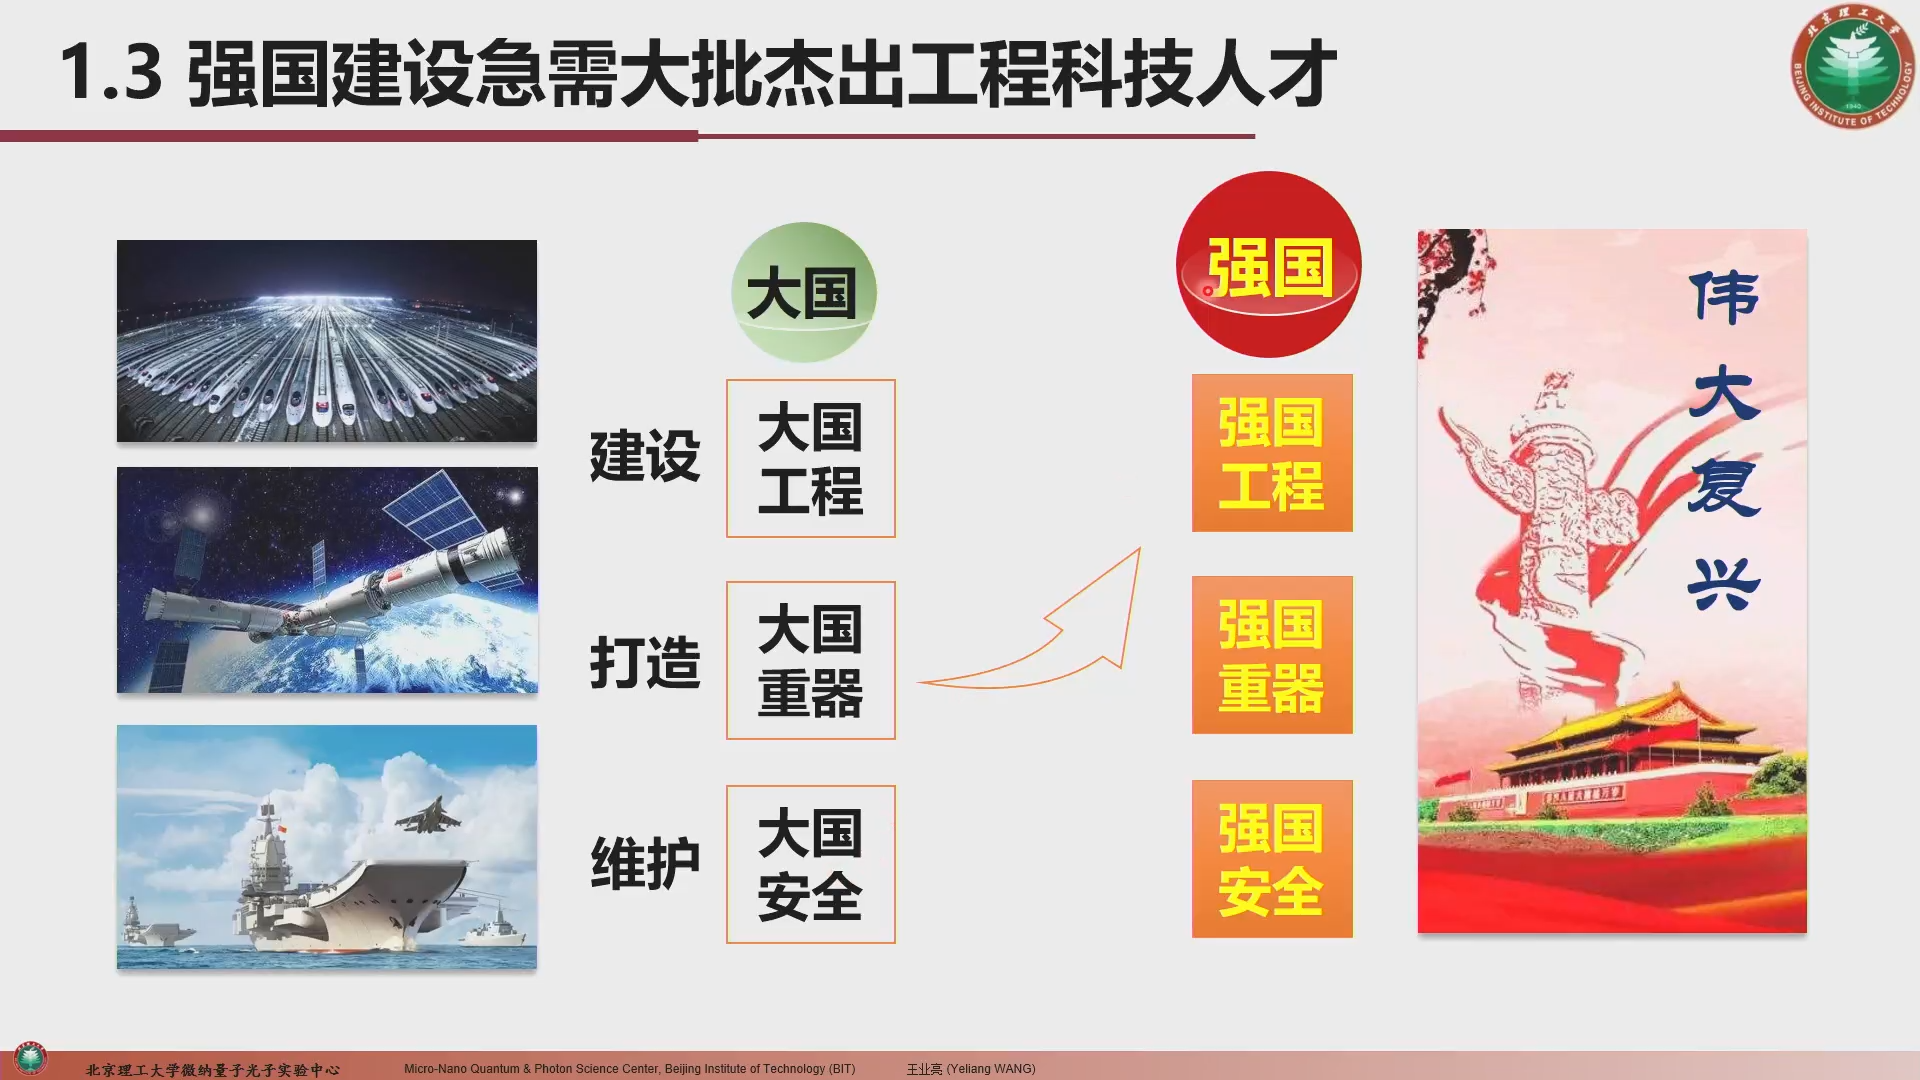 1.3 强国建设急需大批杰出工程科技人才
北京理工大学
BEIJING INSTITUTE OF TECHNOLOGY
1940
大国
强国
建设
大国
工程
强国
工程
打造
大国
重器
强国
重器
维护
大国
安全
强国
安全
伟
大
复
兴
北京理工大学微纳量子光子实验中心
Micro-Nano Quantum & Photon Science Center, Beijing Institute of Technology (BIT)
王业亮 (Yeliang WANG)